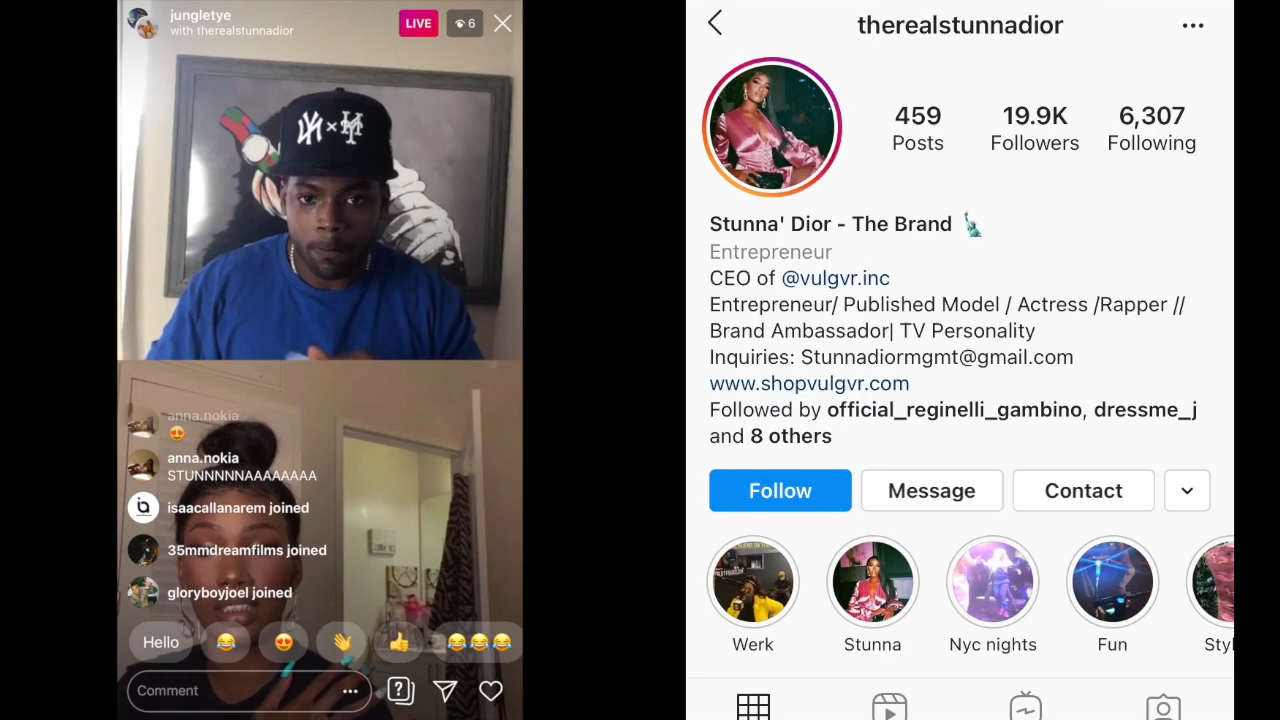 jungletye
with therealstunnadior
LIVE
6
anna.nokia
😍
anna.nokia
STUNNNNNAAAAAAAA
isaacallanarem joined
35mmdreamfilms joined
gloryboyjoel joined
Hello
😂
😍
👋
👍
😂😂😂
Comment
therealstunnadior
459
19.9K
6,307
Posts
Followers
Following
Stunna' Dior - The Brand 🗽
Entrepreneur
CEO of @vulgvr.inc
Entrepreneur/ Published Model / Actress /Rapper //
Brand Ambassador| TV Personality
Inquiries: Stunnadiormgmt@gmail.com
www.shopvulgvr.com
Followed by official_reginelli_gambino, dressme_j
and 8 others
Follow
Message
Contact
Werk
Stunna
Nyc nights
Fun
Styl